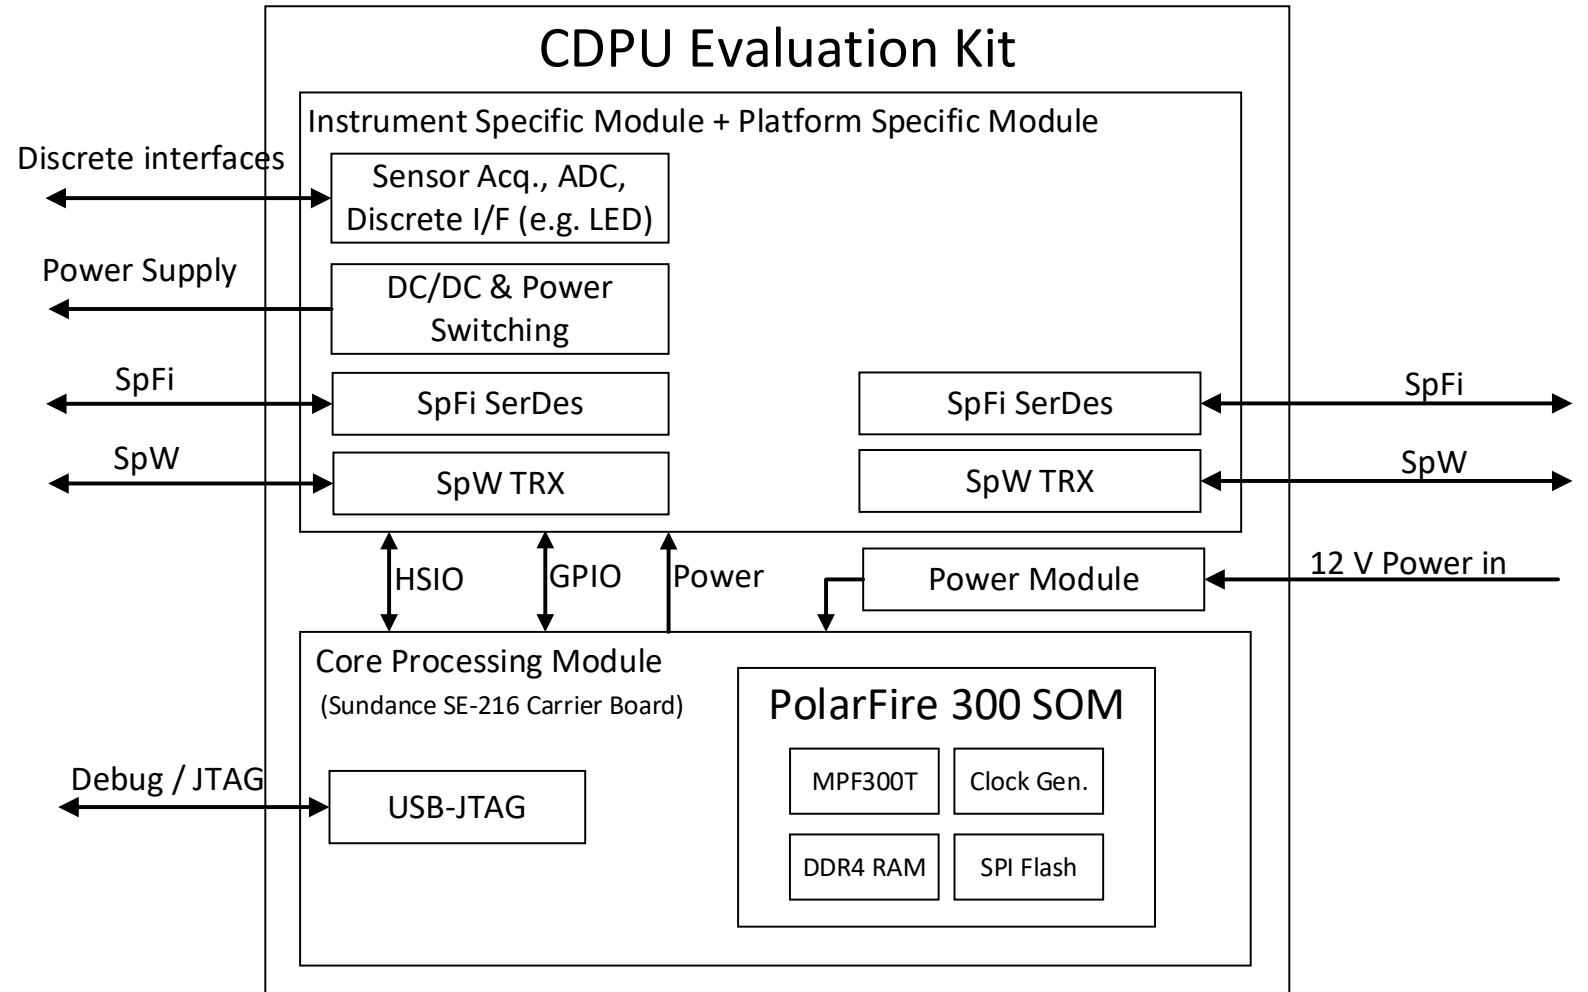 CDPU Evaluation Kit
Instrument Specific Module + Platform Specific Module
Discrete interfaces
Sensor Acq., ADC,
Discrete I/F (e.g. LED)
Power Supply
DC/DC & Power
Switching
SpFi
SpFi SerDes
SpFi SerDes
SpFi
SpW
SpW TRX
SpW TRX
SpW
HSIO
GPIO
Power
Power Module
12 V Power in
Core Processing Module
(Sundance SE-216 Carrier Board)
PolarFire 300 SOM
MPF300T
Clock Gen.
Debug / JTAG
USB-JTAG
DDR4 RAM
SPI Flash